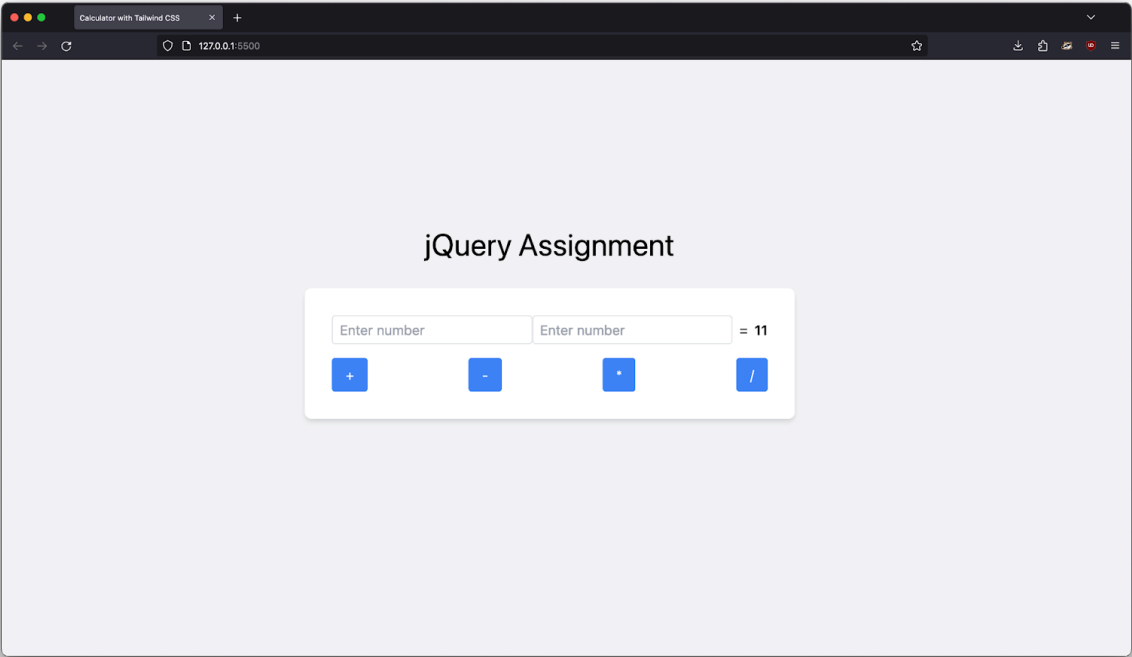 Calculator with Tailwind CSS
127.0.0.1:5500
jQuery Assignment
Enter number Enter number = 11
+ - * /